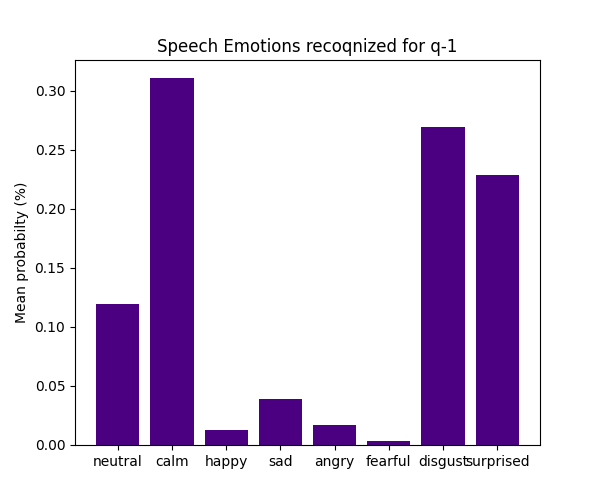 Speech Emotions recoqnized for q-1
Mean probabilty (%)
0.30
0.25
0.20
0.15
0.10
0.05
0.00
neutral calm happy sad angry fearful disgust surprised